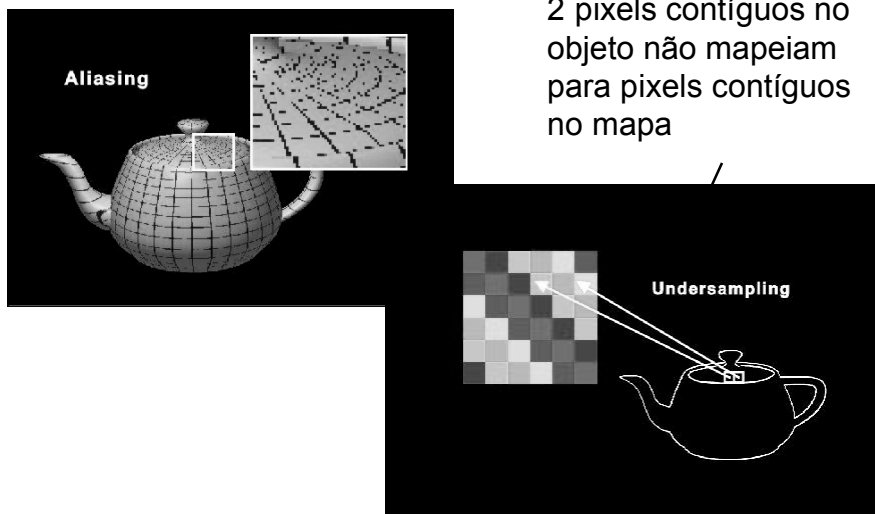 2 pixels contíguos no
objeto não mapeiam
para pixels contíguos
no mapa
Aliasing
Undersampling